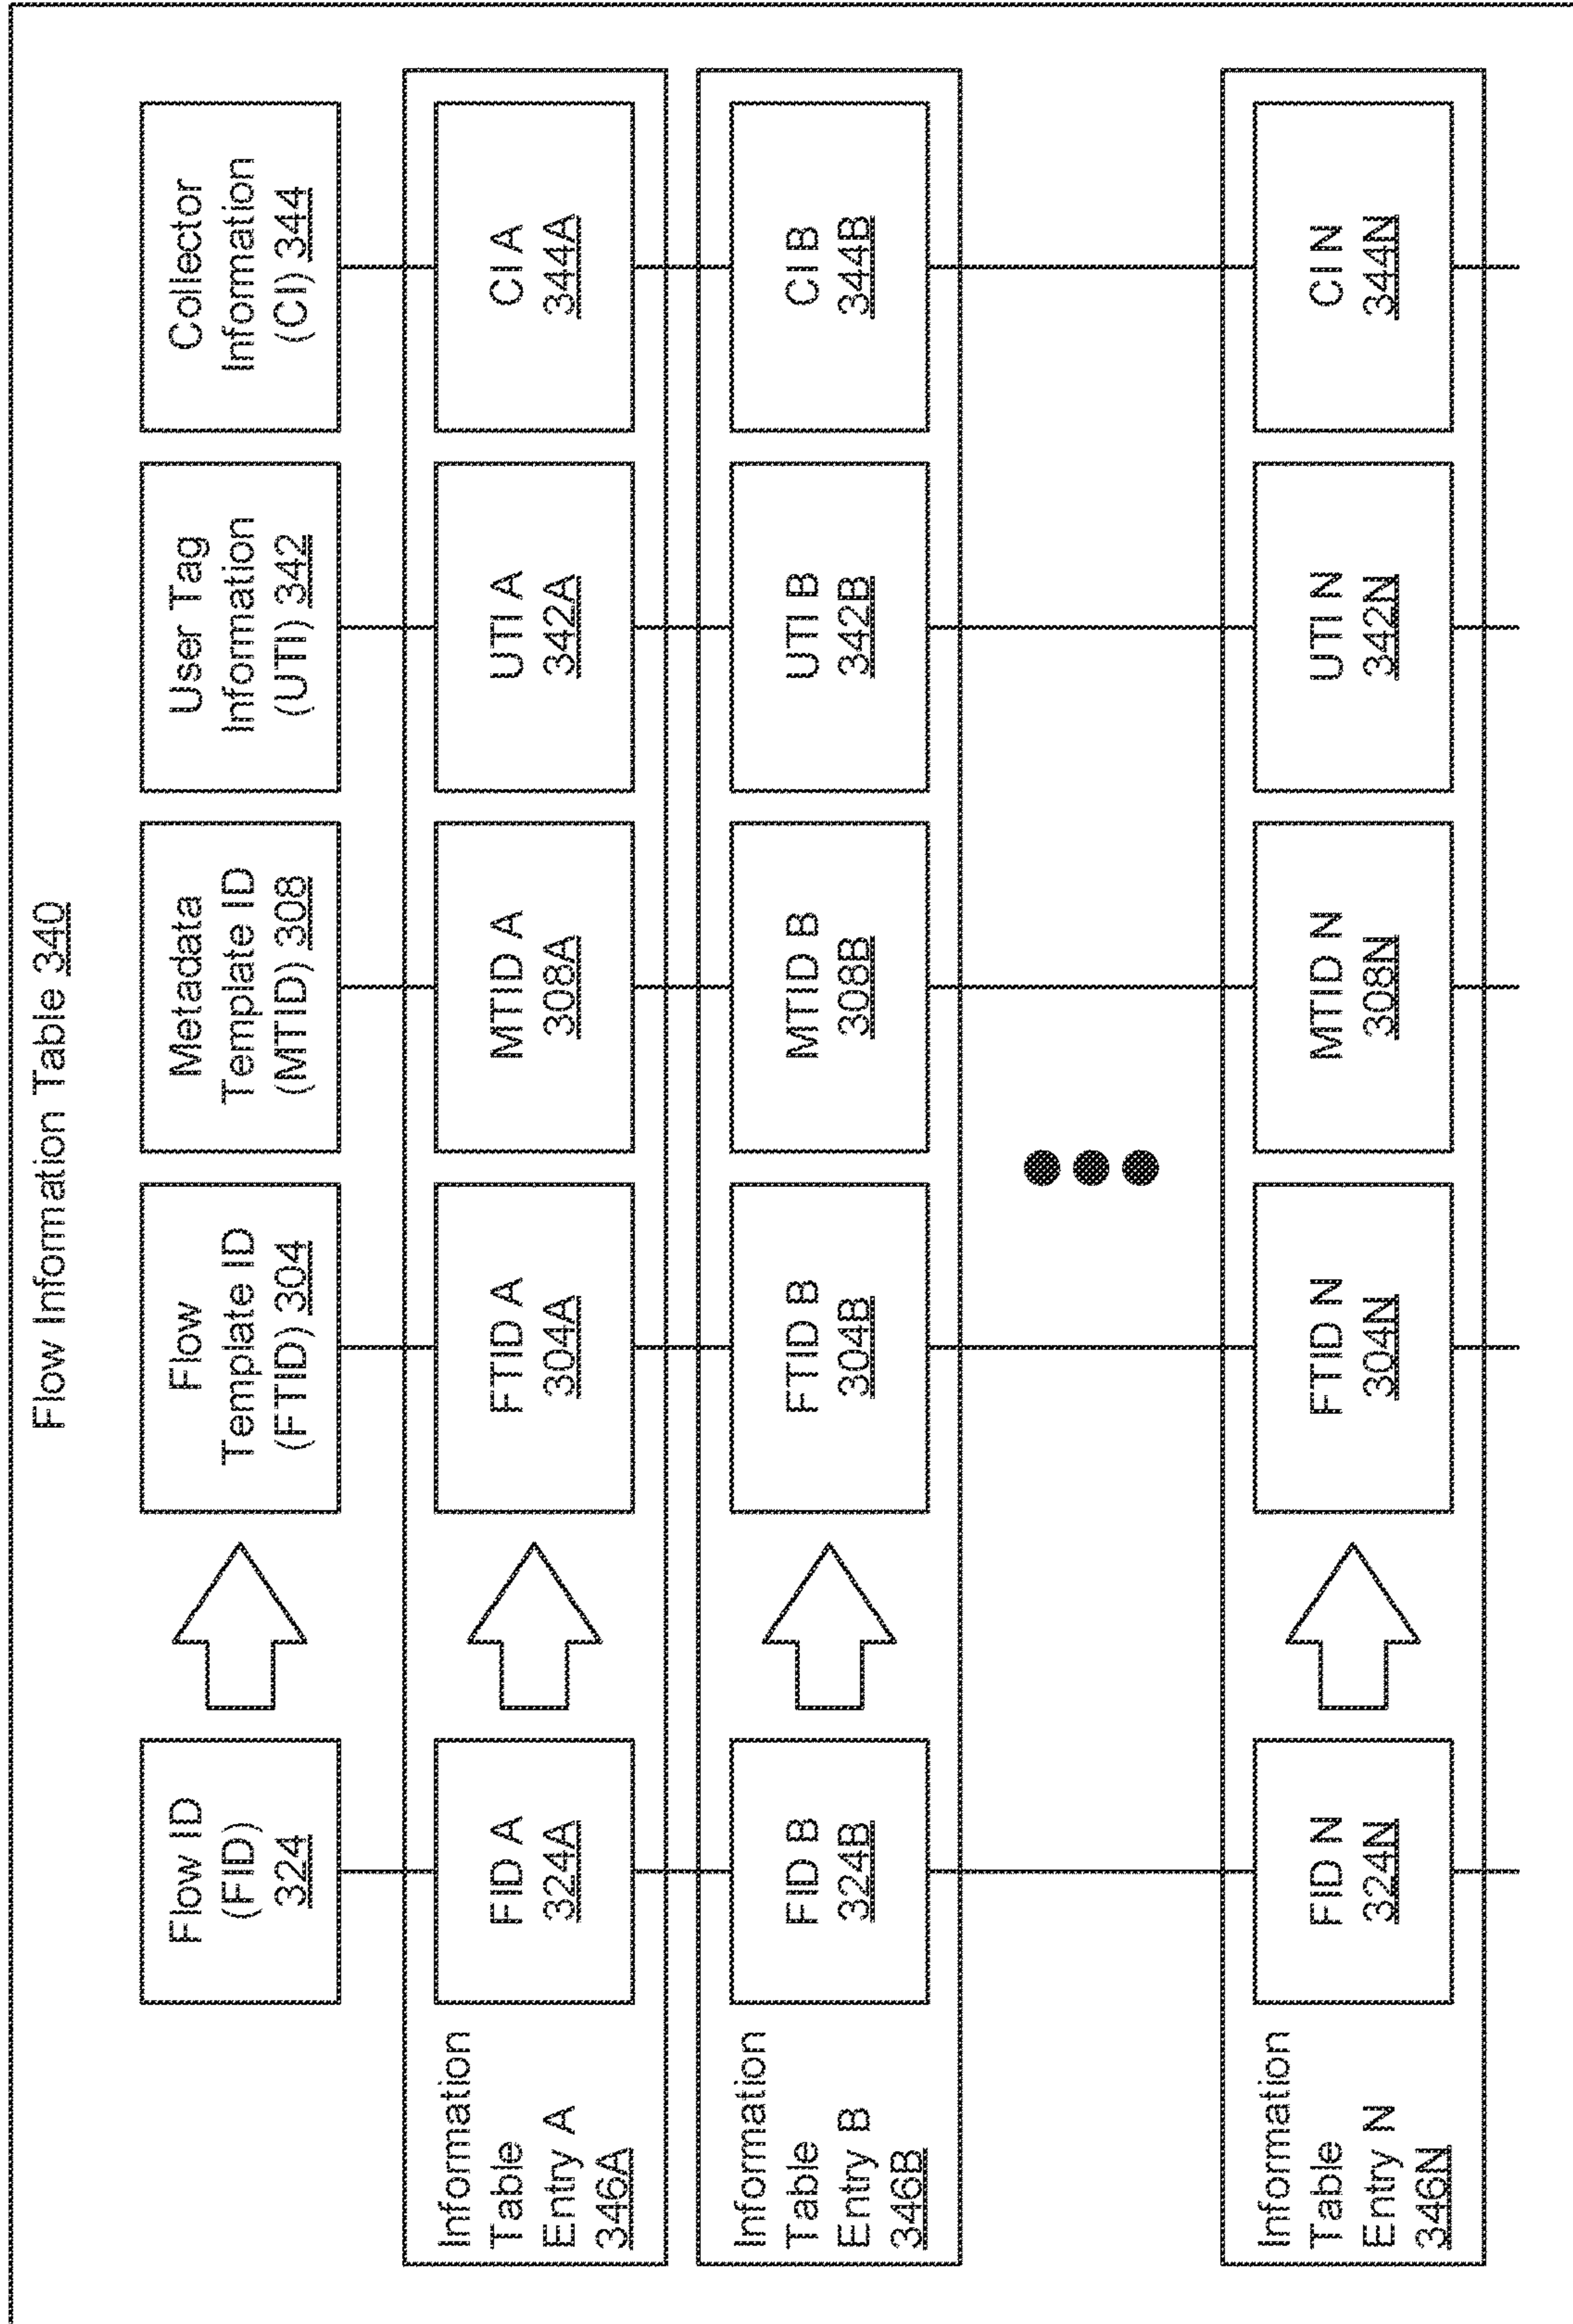 Flow Information Table 340
Flow ID
(FID)
324
Flow
Template ID
(FTID) 304
Metadata
Template ID
(MTID) 308
User Tag
Information
(UTI) 342
Collector
Information
(CI) 344
Information
Table
Entry A
346A
FID A
324A
FTID A
304A
MTID A
308A
UTI A
342A
CI A
344A
Information
Table
Entry B
346B
FID B
324B
FTID B
304B
MTID B
308B
UTI B
342B
CI B
344B
Information
Table
Entry N
346N
FID N
324N
FTID N
304N
MTID N
308N
UTI N
342N
CI N
344N